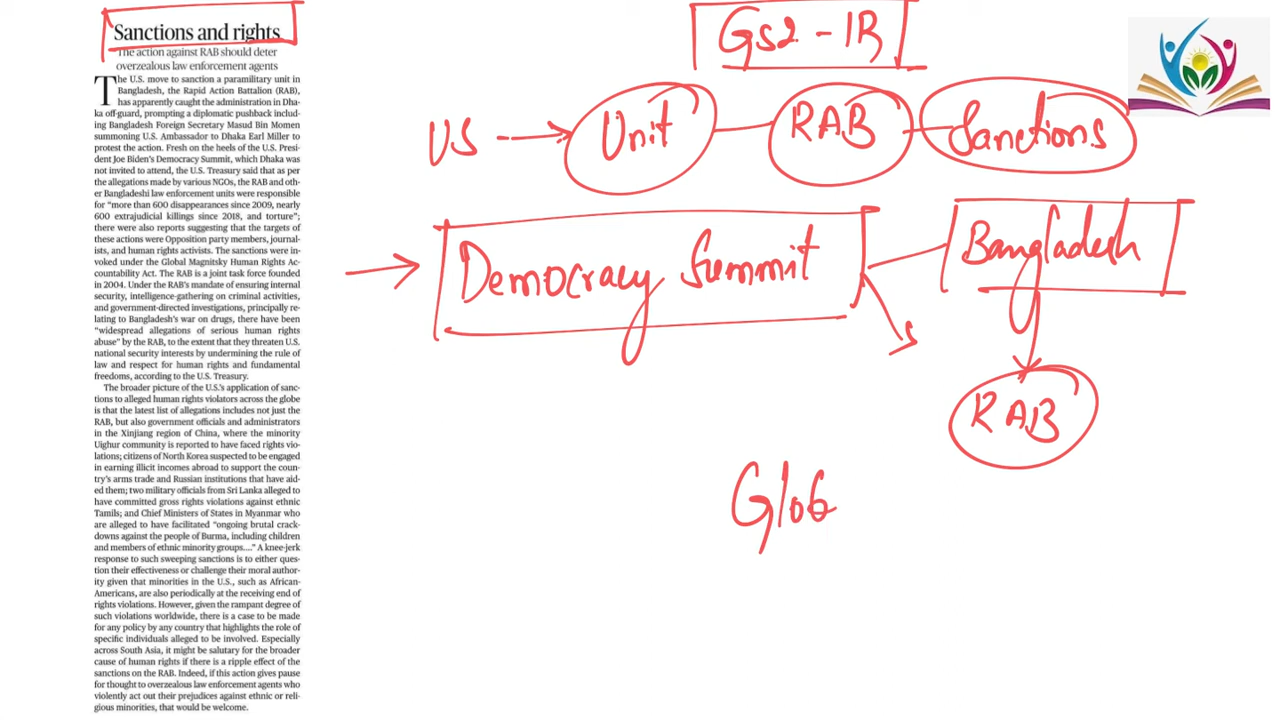 Sanctions and rights
The action against RAB should deter
overzealous law enforcement agents
The U.S. move to sanction a paramilitary unit in
Bangladesh, the Rapid Action Battalion (RAB),
has apparently caught the administration in Dha-
ka off-guard, prompting a diplomatic pushback includ-
ing Bangladesh Foreign Secretary Masud Bin Momen
summoning U.S. Ambassador to Dhaka Earl Miller to
protest the action. Fresh on the heels of the U.S. Presi-
dent Joe Biden's Democracy Summit, which Dhaka was
not invited to attend, the U.S. Treasury said that as per
the allegations made by various NGOs, the RAB and oth-
er Bangladeshi law enforcement units were responsible
for "more than 600 disappearances since 2009, nearly
600 extrajudicial killings since 2018, and torture";
there were also reports suggesting that the targets of
these actions were Opposition party members, journal-
ists, and human rights activists. The sanctions were in-
voked under the Global Magnitsky Human Rights Ac-
countability Act. The RAB is a joint task force founded
in 2004. Under the RAB's mandate of ensuring internal
security, intelligence-gathering on criminal activities,
and government-directed investigations, principally re-
lating to Bangladesh's war on drugs, there have been
"widespread allegations of serious human rights
abuse" by the RAB, to the extent that they threaten U.S.
national security interests by undermining the rule of
law and respect for human rights and fundamental
freedoms, according to the U.S. Treasury.
The broader picture of the U.S.'s application of sanc-
tions to alleged human rights violators across the globe
is that the latest list of allegations includes not just the
RAB, but also government officials and administrators
in the Xinjiang region of China, where the minority
Uighur community is reported to have faced rights vio-
lations; citizens of North Korea suspected to be engaged
in earning illicit incomes abroad to support the coun-
try's arms trade and Russian institutions that have aid-
ed them; two military officials from Sri Lanka alleged to
have committed gross rights violations against ethnic
Tamils; and Chief Ministers of States in Myanmar who
are alleged to have facilitated "ongoing brutal crack-
downs against the people of Burma, including children
and members of ethnic minority groups...." A knee-jerk
response to such sweeping sanctions is to either ques-
tion their effectiveness or challenge their moral author-
ity given that minorities in the U.S., such as African-
Americans, are also periodically at the receiving end of
rights violations. However, given the rampant degree of
such violations worldwide, there is a case to be made
for any policy by any country that highlights the role of
specific individuals alleged to be involved. Especially
across South Asia, it might be salutary for the broader
cause of human rights if there is a ripple effect of the
sanctions on the RAB. Indeed, if this action gives pause
for thought to overzealous law enforcement agents who
violently act out their prejudices against ethnic or reli-
gious minorities, that would be welcome.
GS2 - IR
US Unit RAB Sanctions
Democracy Summit Bangladesh
RAB
Glob